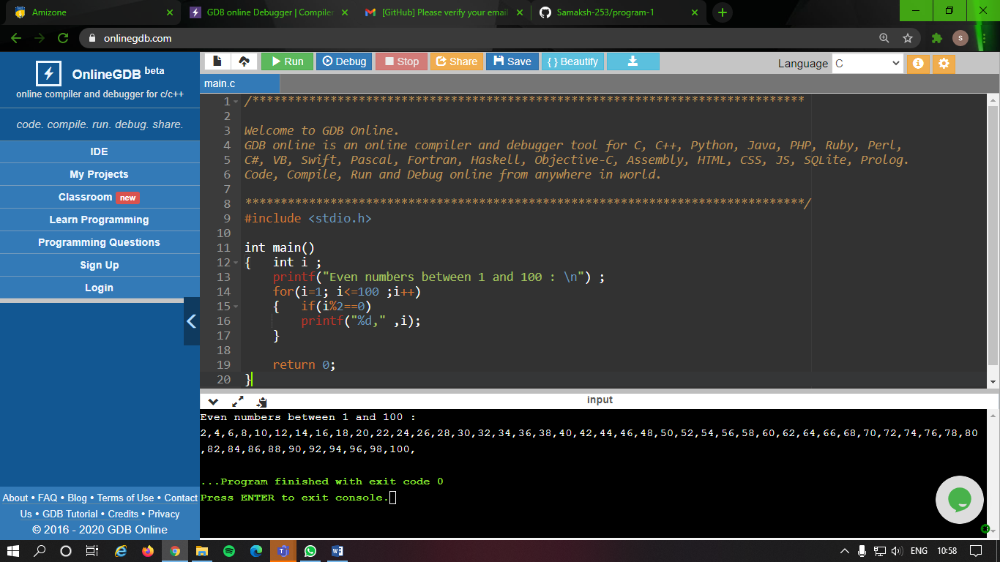 Amizone
GDB online Debugger | Compiler
[GitHub] Please verify your email
Samaksh-253/program-1
onlinegdb.com
S
OnlineGDB beta
online compiler and debugger for c/c++
code. compile. run. debug. share.
IDE
My Projects
Classroom new
Learn Programming
Programming Questions
Sign Up
Login
About • FAQ • Blog • Terms of Use • Contact
Us • GDB Tutorial • Credits • Privacy
© 2016 - 2020 GDB Online
Run Debug Stop Share Save { } Beautify
Language C
main.c
1 /******************************************************************************
2
3 Welcome to GDB Online.
4 GDB online is an online compiler and debugger tool for C, C++, Python, Java, PHP, Ruby, Perl,
5 C#, VB, Swift, Pascal, Fortran, Haskell, Objective-C, Assembly, HTML, CSS, JS, SQLite, Prolog.
6 Code, Compile, Run and Debug online from anywhere in world.
7
8 *******************************************************************************/
9 #include <stdio.h>
10
11 int main()
12 {   int i ;
13     printf("Even numbers between 1 and 100 : \n") ;
14     for(i=1; i<=100 ;i++)
15     {   if(i%2==0)
16         printf("%d," ,i);
17     }
18
19     return 0;
20 }
input
Even numbers between 1 and 100 :
2,4,6,8,10,12,14,16,18,20,22,24,26,28,30,32,34,36,38,40,42,44,46,48,50,52,54,56,58,60,62,64,66,68,70,72,74,76,78,80
,82,84,86,88,90,92,94,96,98,100,
...Program finished with exit code 0
Press ENTER to exit console.
ENG
10:58